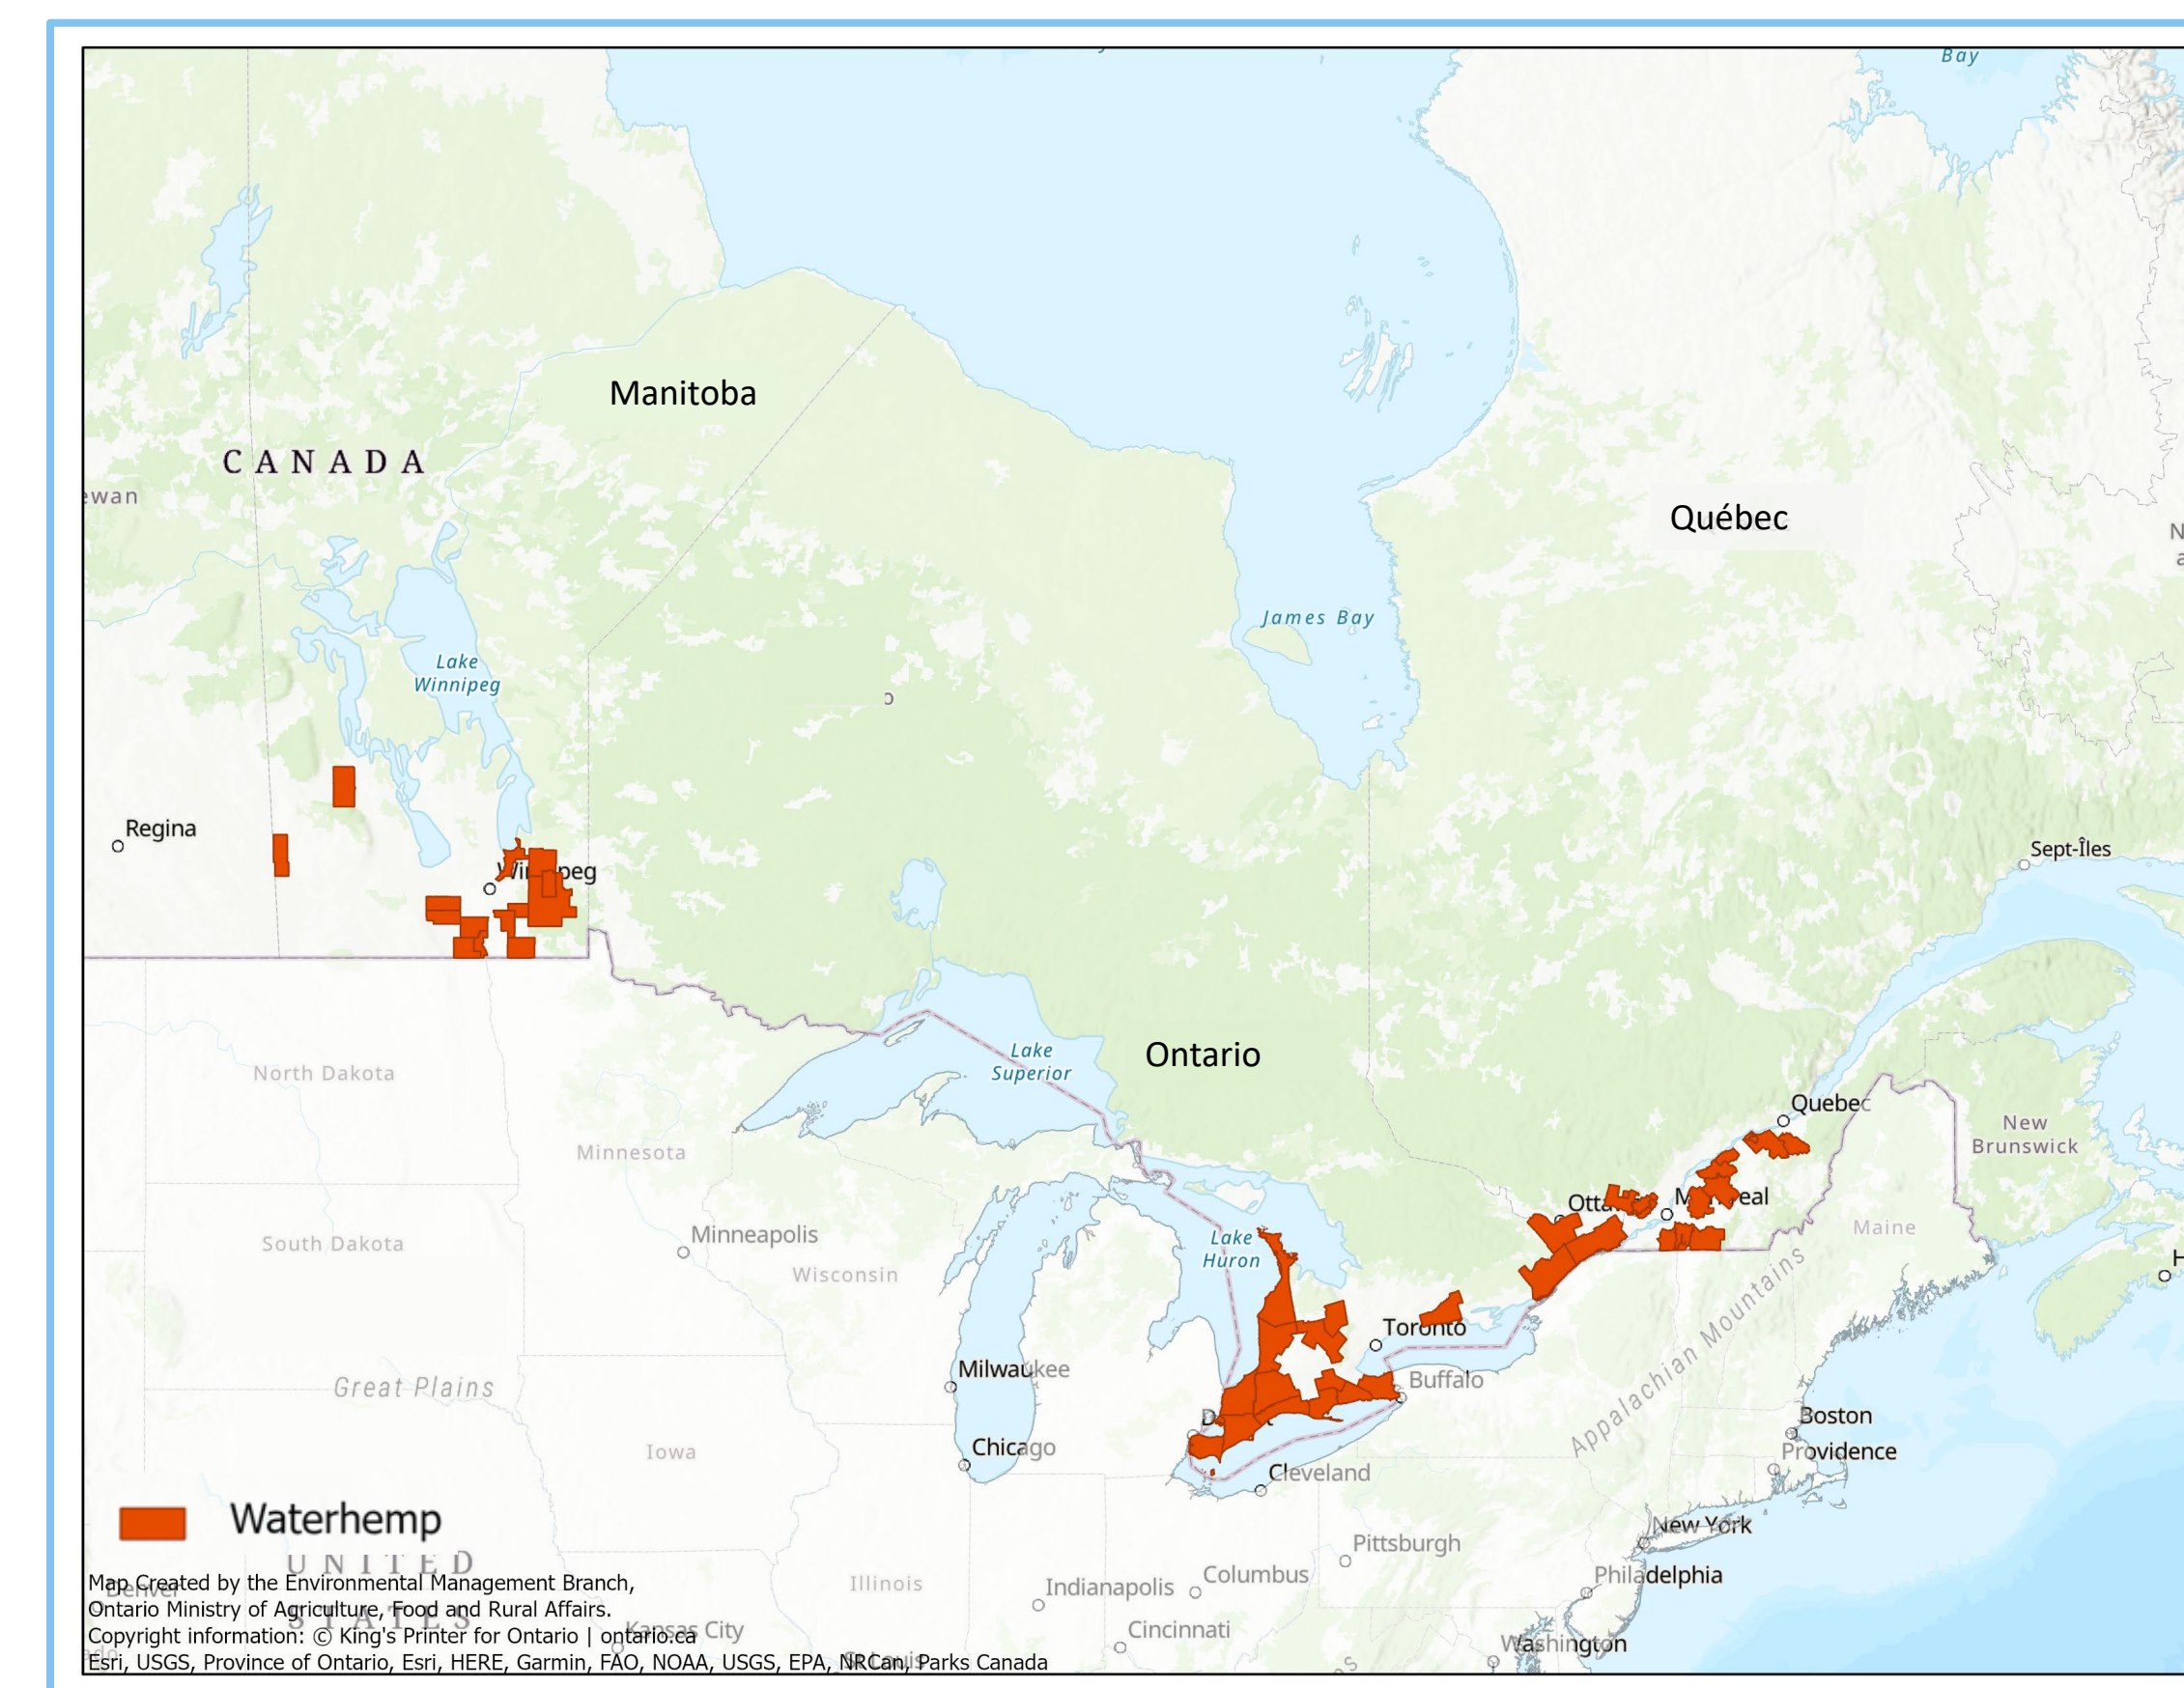 Bay
Manitoba
CANADA
ewan
Québec
James Bay
Lake
Winnipeg
o
Regina
Sept-Îles
Ontario
Lake
Superior
North Dakota
Quebec
New
Brunswick
Minnesota
Maine
Minneapolis
South Dakota
Lake
Huron
Wisconsin
Toronto
Appalachian Mountains
Milwaukee
Great Plains
Buffalo
Boston
Chicago
Iowa
Providence
Cleveland
Waterhemp
New York
Pittsburgh
UNITED
STATES
Philadelphia
Illinois
Indianapolis
Columbus
Map Created by the Environmental Management Branch,
Ontario Ministry of Agriculture, Food and Rural Affairs.
Copyright information: © King's Printer for Ontario | ontario.ca
Esri, USGS, Province of Ontario, Esri, HERE, Garmin, FAO, NOAA, USGS, EPA, NRCan, Parks Canada
Denver
Kansas City
Cincinnati
Washington